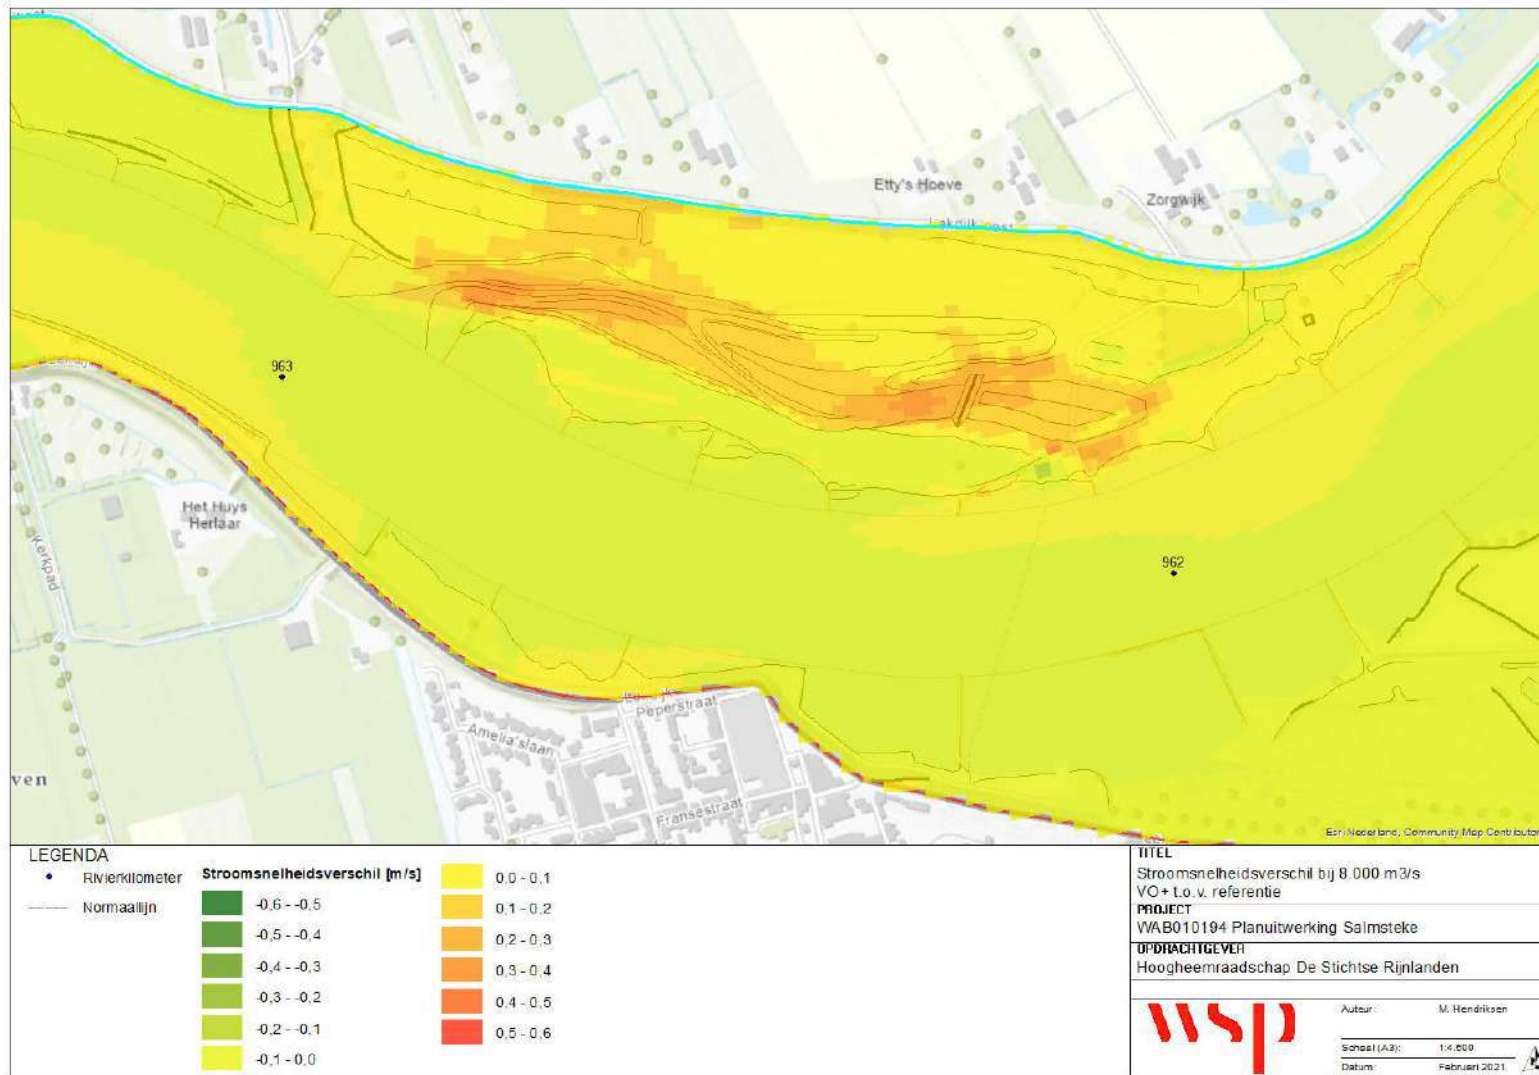 Etty's Hoeve
Zorgwijk
963
Het Huys
Herlaar
Kerkpad
962
Peperstraat
Amelia'slaan
Fransestraat
ven
Esri Nederland, Community Map Contributor
LEGENDA
Rivierkilometer
Normaallijn
Stroomsnelheidsverschil [m/s]
-0,6 - -0,5
-0,5 - -0,4
-0,4 - -0,3
-0,3 - -0,2
-0,2 - -0,1
-0,1 - 0,0
0,0 - 0,1
0,1 - 0,2
0,2 - 0,3
0,3 - 0,4
0,4 - 0,5
0,5 - 0,6
TITEL
Stroomsnelheidsverschil bij 8.000 m3/s
VO+ t.o.v. referentie
PROJECT
WAB010194 Planuitwerking Salmsteke
OPDRACHTGEVER
Hoogheemraadschap De Stichtse Rijnlanden
wsp
Auteur: M. Hendriksen
Schaal (A3): 1:4.600
Datum: Februari 2021